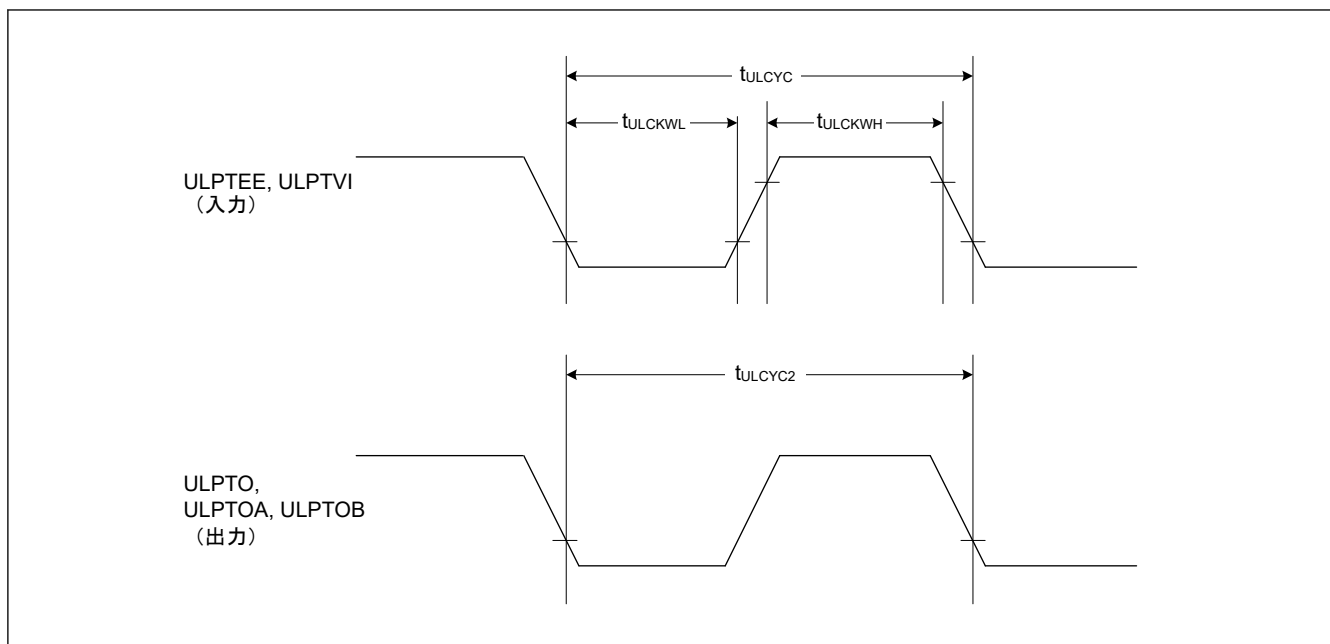 tULCYC
tULCKWL
tULCKWH
ULPTEE, ULPTVI
（入力）
tULCYC2
ULPTO,
ULPTOA, ULPTOB
（出力）